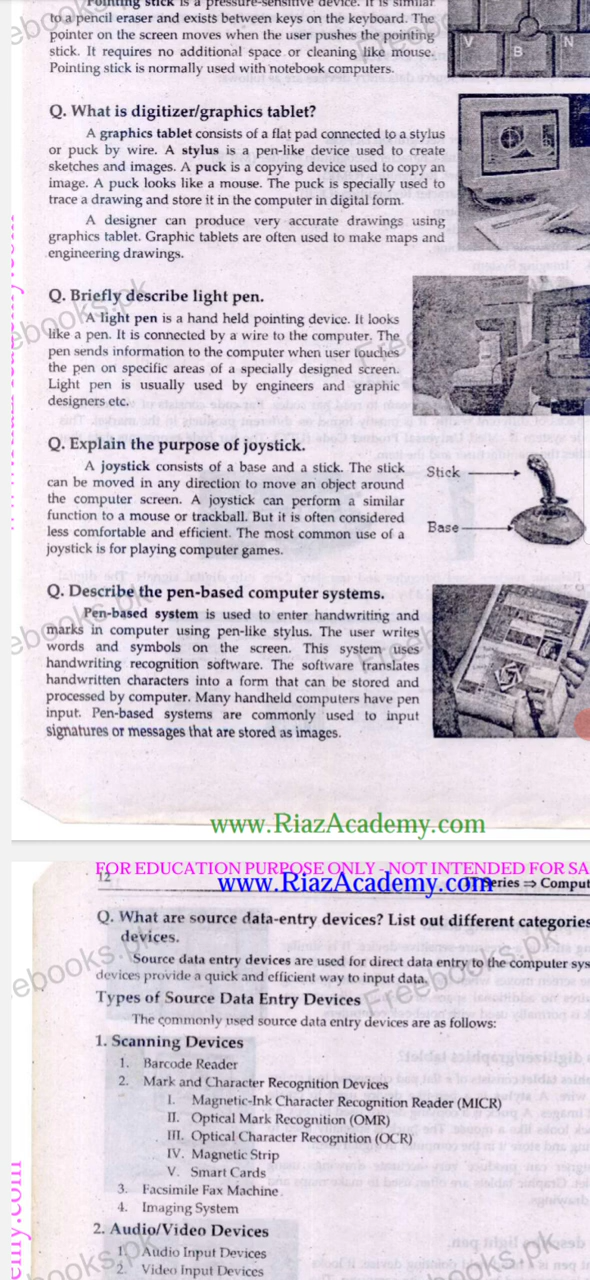 Pointing stick is a pressure-sensitive device. It is similar
to a pencil eraser and exists between keys on the keyboard. The
pointer on the screen moves when the user pushes the pointing
stick. It requires no additional space or cleaning like mouse.
Pointing stick is normally used with notebook computers.
V
B
N
Q. What is digitizer/graphics tablet?
A graphics tablet consists of a flat pad connected to a stylus
or puck by wire. A stylus is a pen-like device used to create
sketches and images. A puck is a copying device used to copy an
image. A puck looks like a mouse. The puck is specially used to
trace a drawing and store it in the computer in digital form.
A designer can produce very accurate drawings using
graphics tablet. Graphic tablets are often used to make maps and
engineering drawings.
Q. Briefly describe light pen.
A light pen is a hand held pointing device. It looks
like a pen. It is connected by a wire to the computer. The
pen sends information to the computer when user touches
the pen on specific areas of a specially designed screen.
Light pen is usually used by engineers and graphic
designers etc.
Q. Explain the purpose of joystick.
A joystick consists of a base and a stick. The stick
can be moved in any direction to move an object around
the computer screen. A joystick can perform a similar
function to a mouse or trackball. But it is often considered
less comfortable and efficient. The most common use of a
joystick is for playing computer games.
Stick
Base
Q. Describe the pen-based computer systems.
Pen-based system is used to enter handwriting and
marks in computer using pen-like stylus. The user writes
words and symbols on the screen. This system uses
handwriting recognition software. The software translates
handwritten characters into a form that can be stored and
processed by computer. Many handheld computers have pen
input. Pen-based systems are commonly used to input
signatures or messages that are stored as images.
www.RiazAcademy.com
FOR EDUCATION PURPOSE ONLY - NOT INTENDED FOR SA
12
www.RiazAcademy.com
Series ⇒ Comput
Q. What are source data-entry devices? List out different categories
devices.
Source data entry devices are used for direct data entry to the computer sys
devices provide a quick and efficient way to input data.
Types of Source Data Entry Devices
The commonly used source data entry devices are as follows:
1. Scanning Devices
1. Barcode Reader
2. Mark and Character Recognition Devices
I. Magnetic-Ink Character Recognition Reader (MICR)
II. Optical Mark Recognition (OMR)
III. Optical Character Recognition (OCR)
IV. Magnetic Strip
V. Smart Cards
3. Facsimile Fax Machine
4. Imaging System
2. Audio/Video Devices
1. Audio Input Devices
2. Video Input Devices